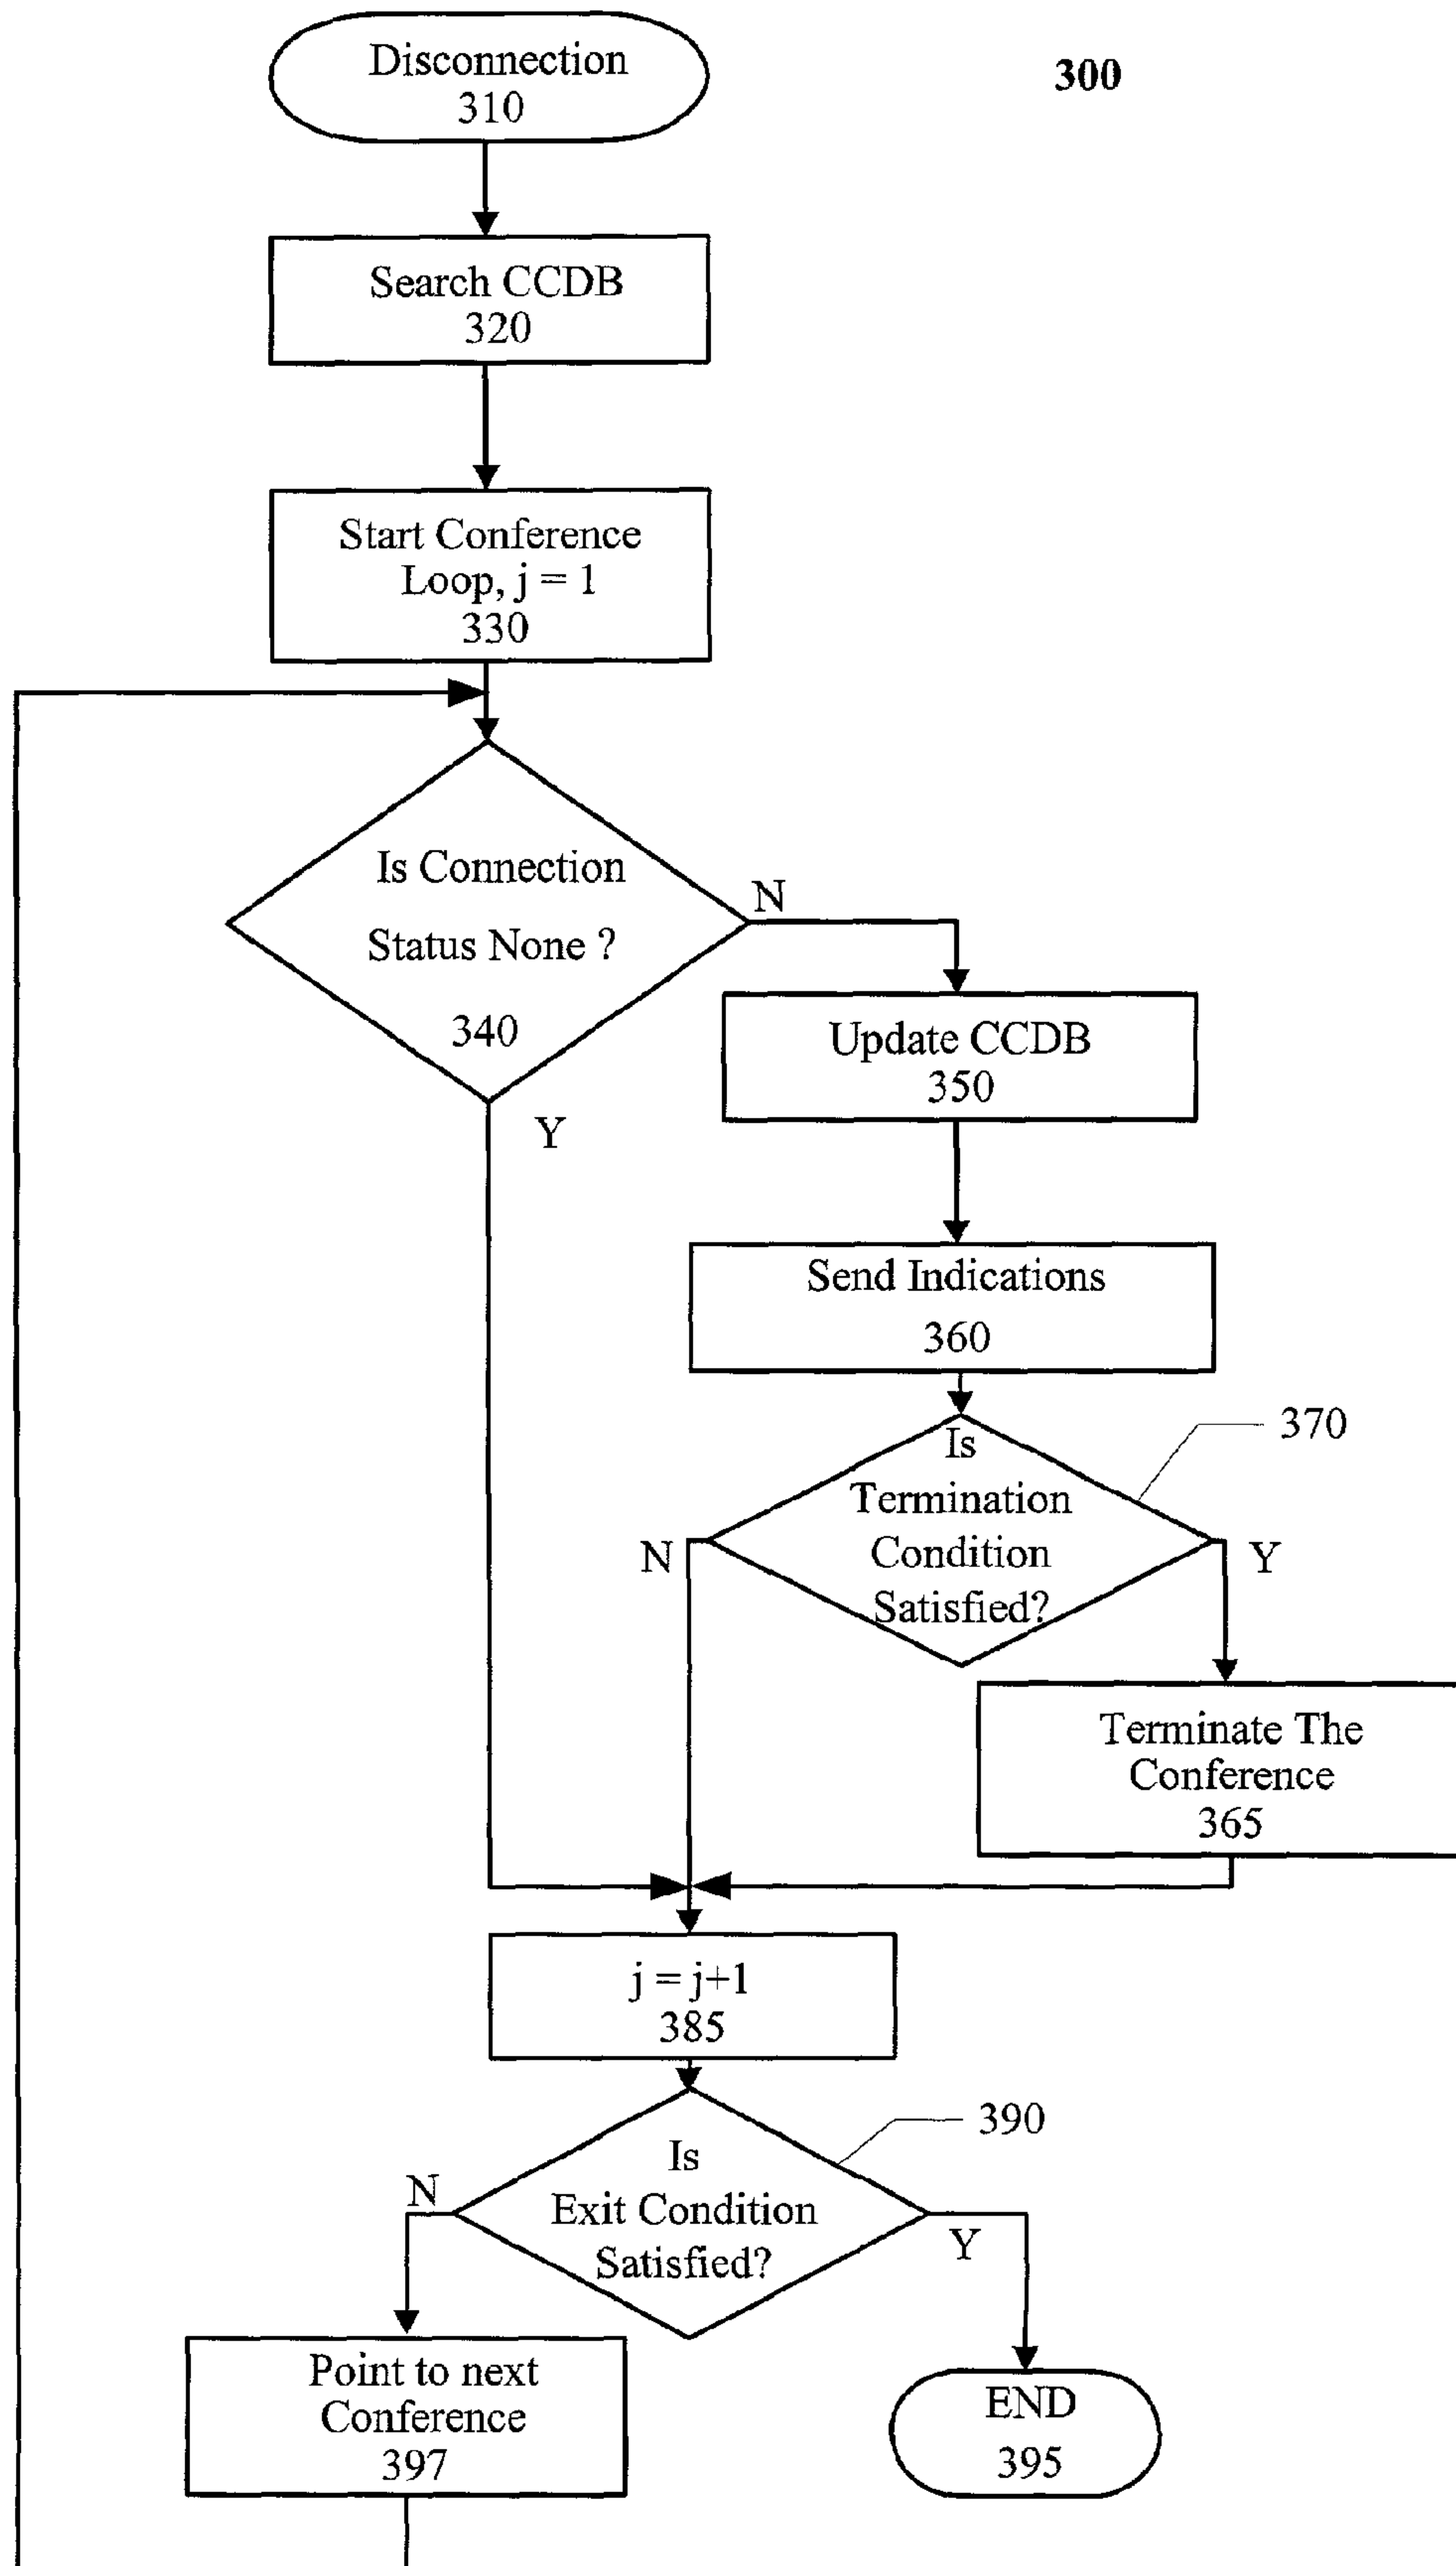 Disconnection
310
300
Search CCDB
320
Start Conference
Loop, j = 1
330
Is Connection
Status None ?
340
N
Y
Update CCDB
350
Send Indications
360
370
Is
Termination
Condition
Satisfied?
N
Y
Terminate The
Conference
365
j = j+1
385
390
Is
Exit Condition
Satisfied?
N
Y
Point to next
Conference
397
END
395